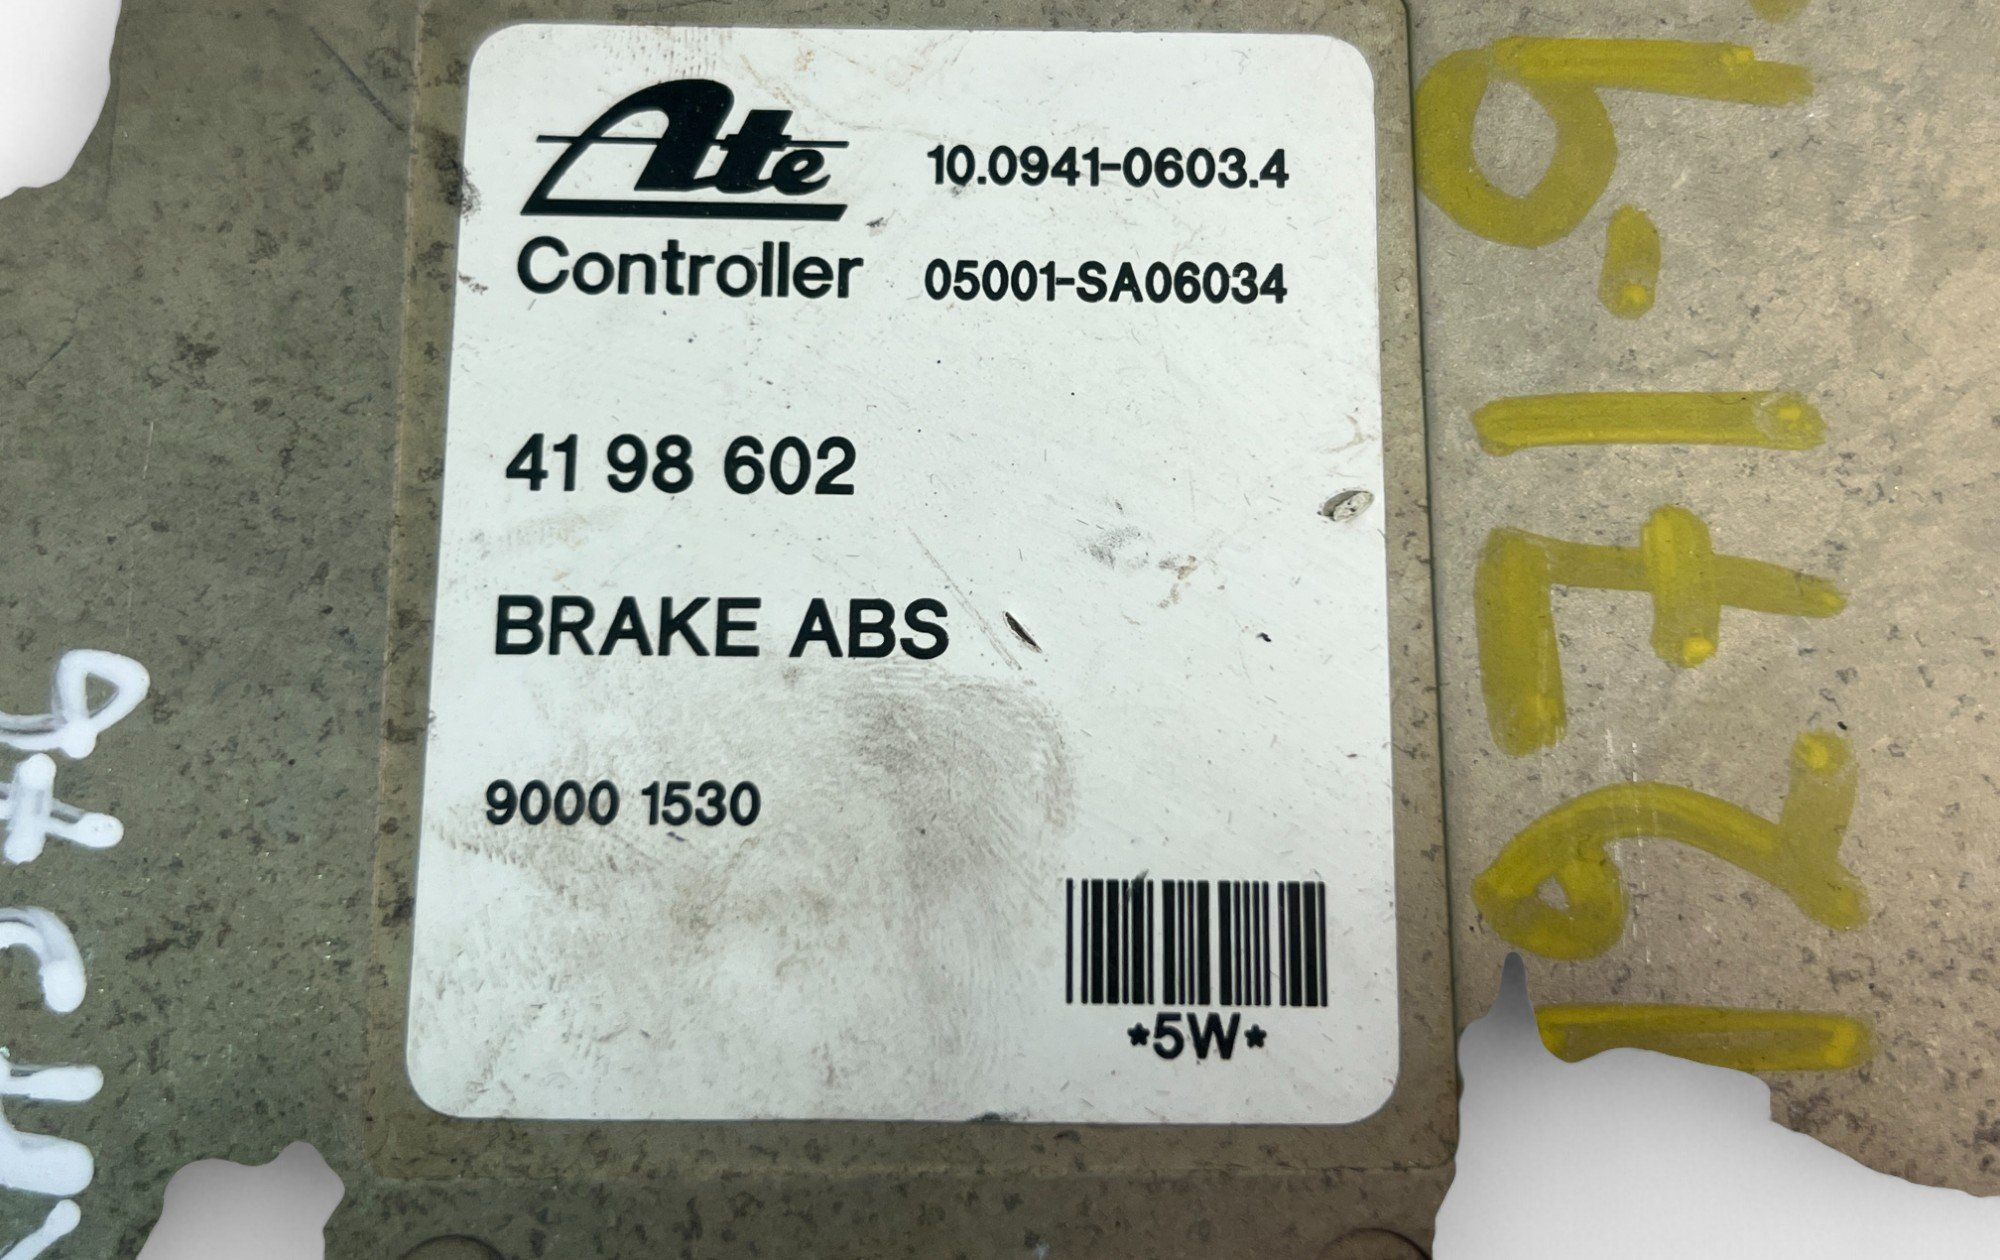 Ate 10.0941-0603.4
Controller 05001-SA06034
41 98 602
BRAKE ABS
9000 1530
*5W*